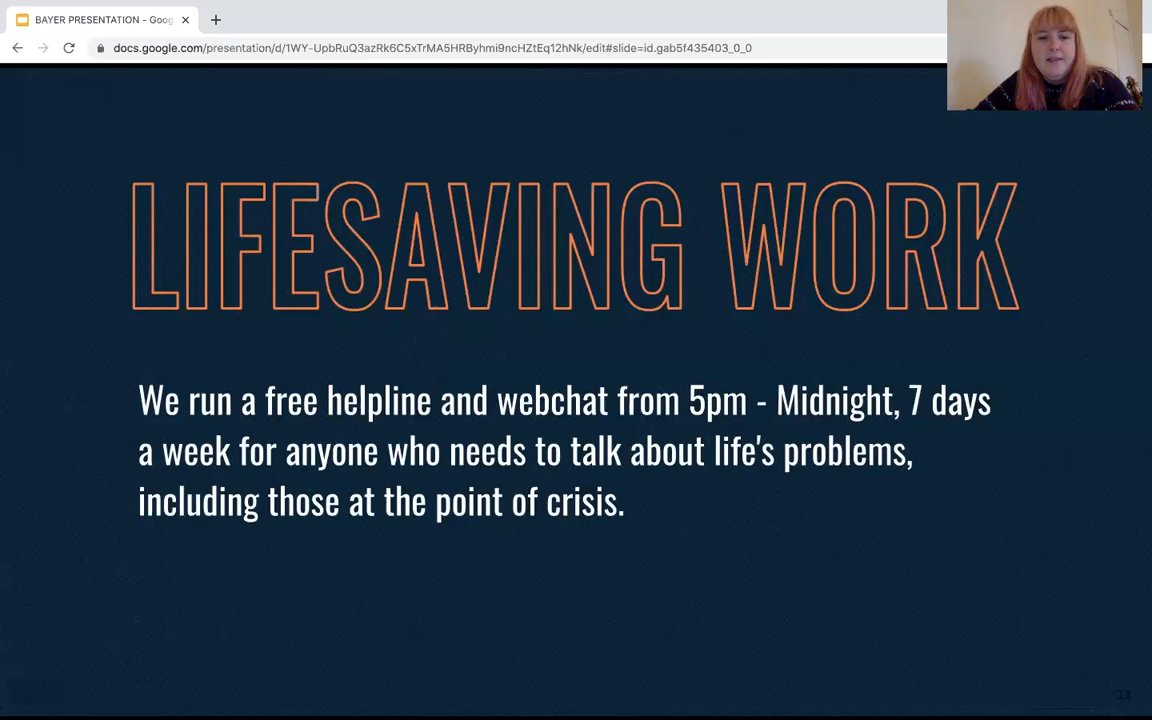 BAYER PRESENTATION - Goog
docs.google.com/presentation/d/1WY-UpbRuQ3azRk6C5xTrMA5HRByhmi9ncHZtEq12hNk/edit#slide=id.gab5f435403_0_0
LIFESAVING WORK
We run a free helpline and webchat from 5pm - Midnight, 7 days
a week for anyone who needs to talk about life's problems,
including those at the point of crisis.
11